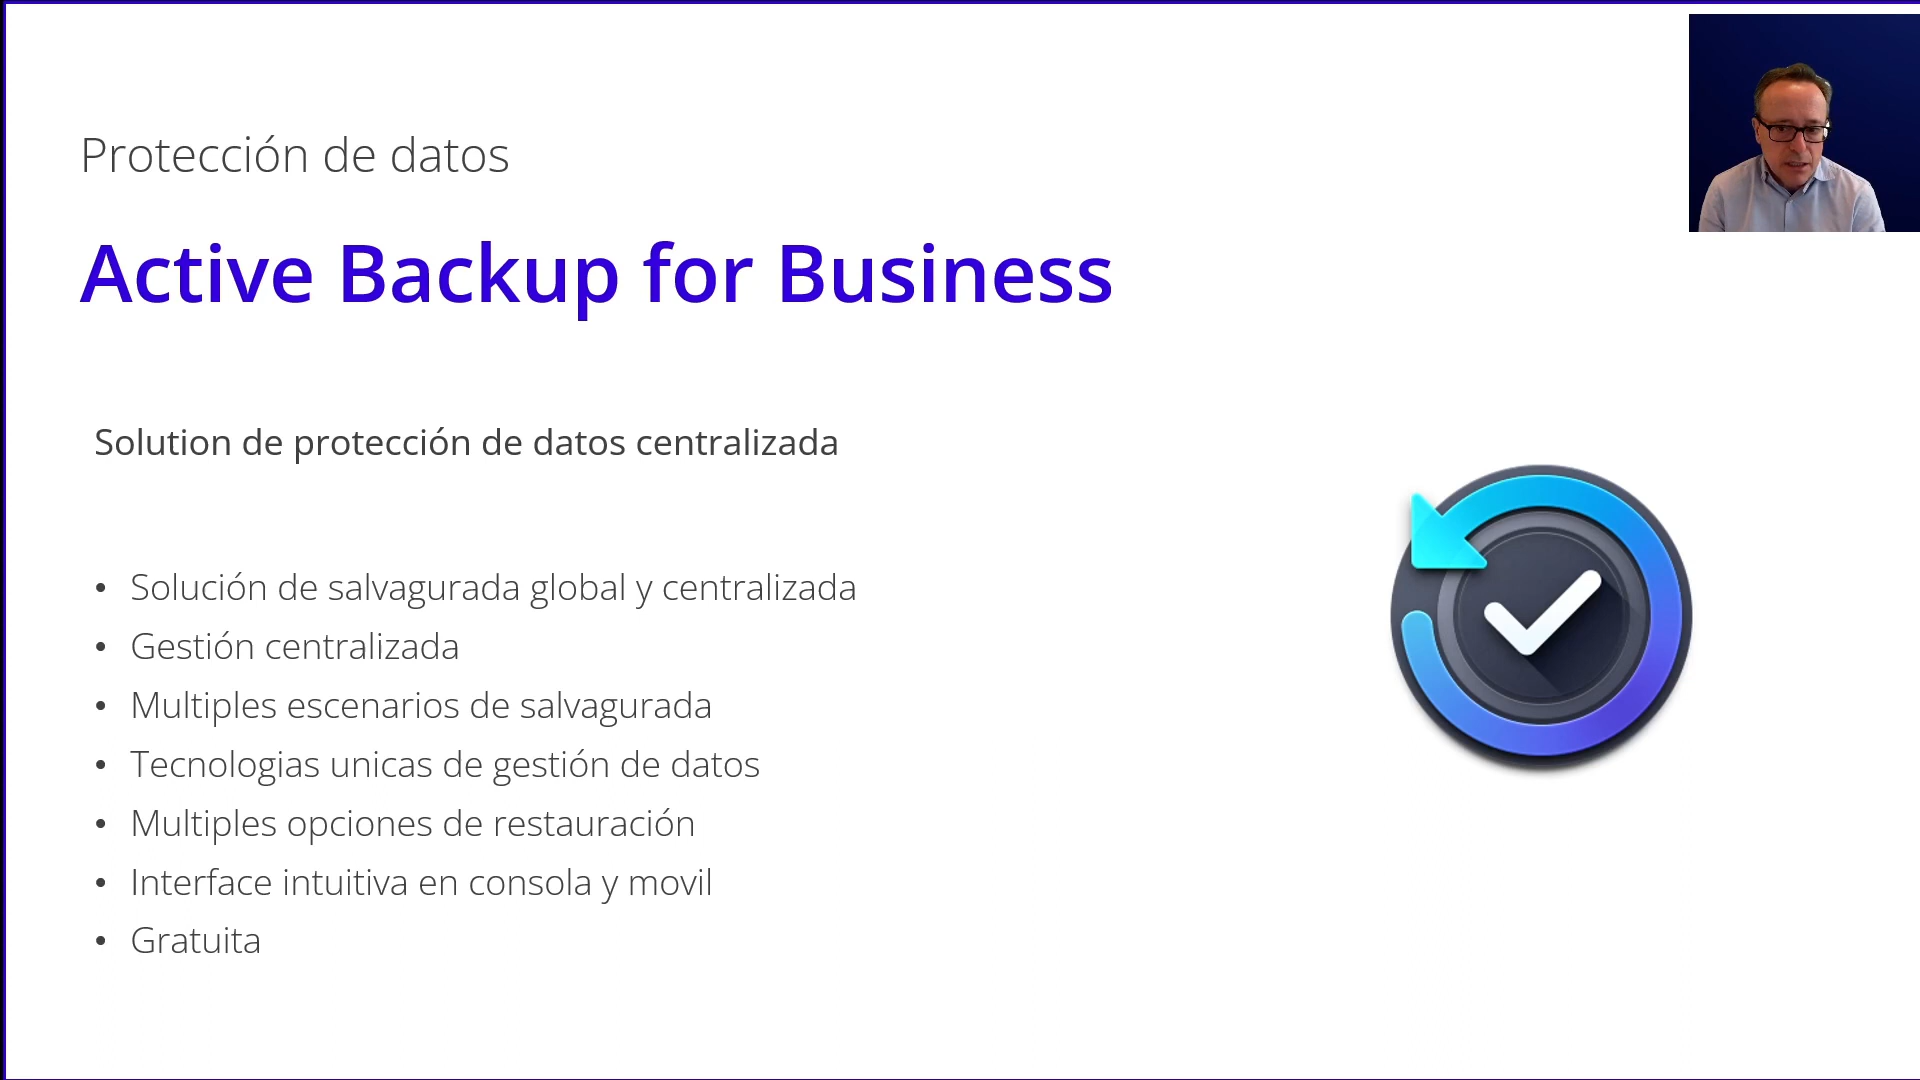 Protección de datos
Active Backup for Business
Solution de protección de datos centralizada
• Solución de salvagurada global y centralizada
• Gestión centralizada
• Multiples escenarios de salvagurada
• Tecnologias unicas de gestión de datos
• Multiples opciones de restauración
• Interface intuitiva en consola y movil
• Gratuita